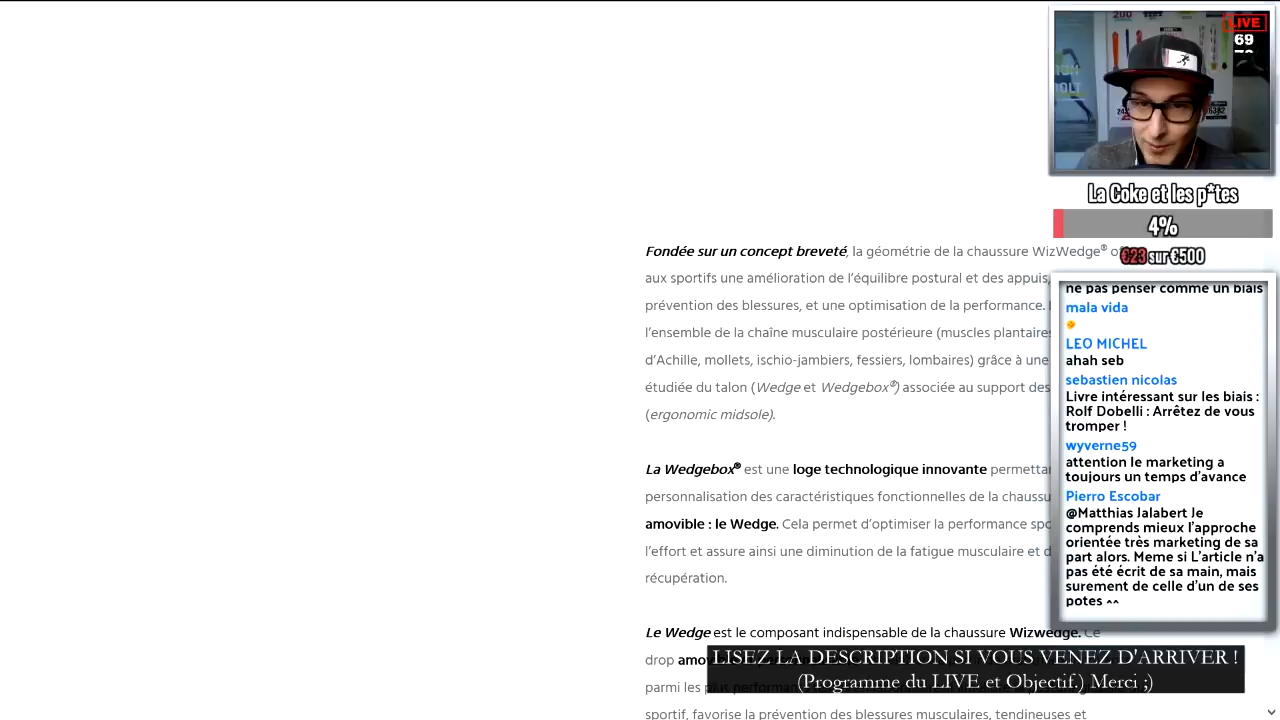 LIVE
69
La Coke et les p*tes
4%
€23 sur €500
Fondée sur un concept breveté, la géométrie de la chaussure WizWedge®
aux sportifs une amélioration de l'équilibre postural et des appuis,
prévention des blessures, et une optimisation de la performance.
l'ensemble de la chaîne musculaire postérieure (muscles plantaires
d'Achille, mollets, ischio-jambiers, fessiers, lombaires) grâce à une
étudiée du talon (Wedge et Wedgebox®) associée au support des
(ergonomic midsole).
La Wedgebox® est une loge technologique innovante
personnalisation des caractéristiques fonctionnelles de la
amovible : le Wedge. Cela permet d'optimiser la performance
l'effort et assure ainsi une diminution de la fatigue musculaire et
récupération.
Le Wedge est le composant indispensable de la chaussure Wizwedge. Ce
drop
parmi les plus
sportif, favorise la prévention des blessures musculaires, tendineuses et
ne pas penser comme un biais
mala vida
LEO MICHEL
ahah seb
sebastien nicolas
Livre intéressant sur les biais :
Rolf Dobelli : Arrêtez de vous
tromper !
wyverne59
attention le marketing a
toujours un temps d'avance
Pierro Escobar
@Matthias Jalabert Je
comprends mieux l'approche
orientée très marketing de sa
part alors. Meme si L'article n'a
pas été écrit de sa main, mais
surement de celle d'un de ses
potes ^^
LISEZ LA DESCRIPTION SI VOUS VENEZ D'ARRIVER !
(Programme du LIVE et Objectif.) Merci ;)